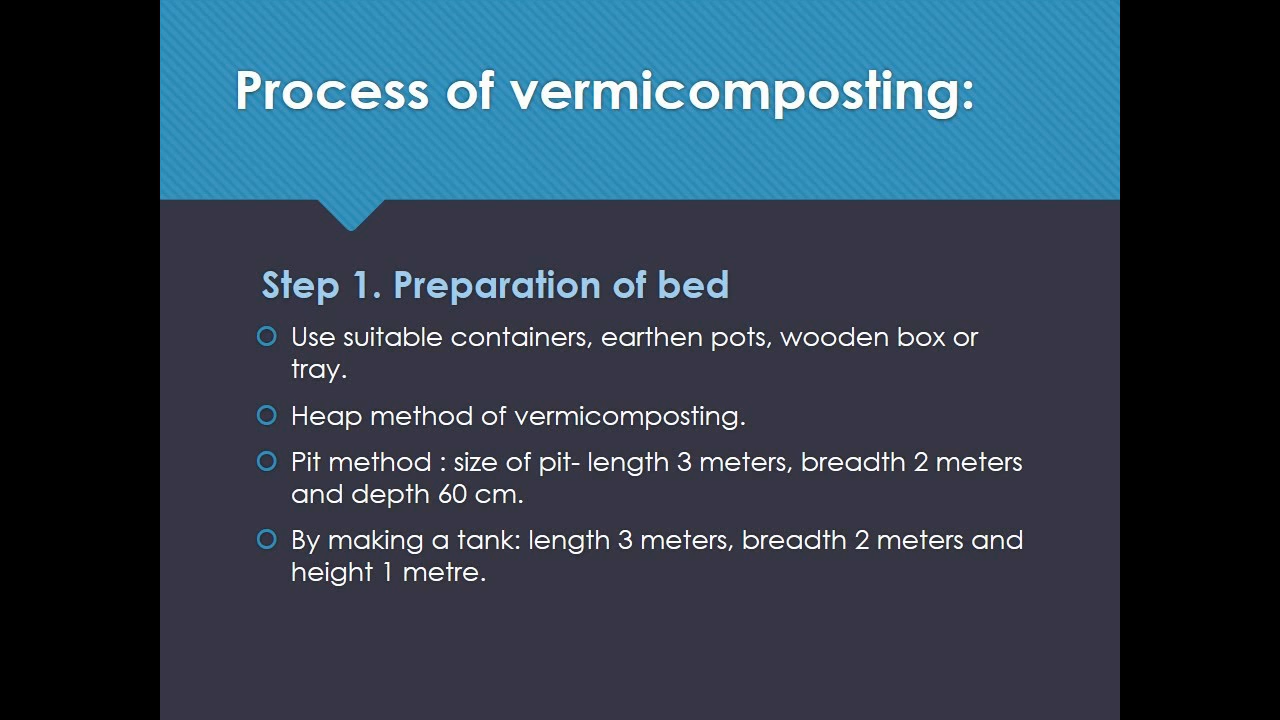 Process of vermicomposting:
Step 1. Preparation of bed
Use suitable containers, earthen pots, wooden box or
tray.
Heap method of vermicomposting.
Pit method : size of pit- length 3 meters, breadth 2 meters
and depth 60 cm.
By making a tank: length 3 meters, breadth 2 meters and
height 1 metre.